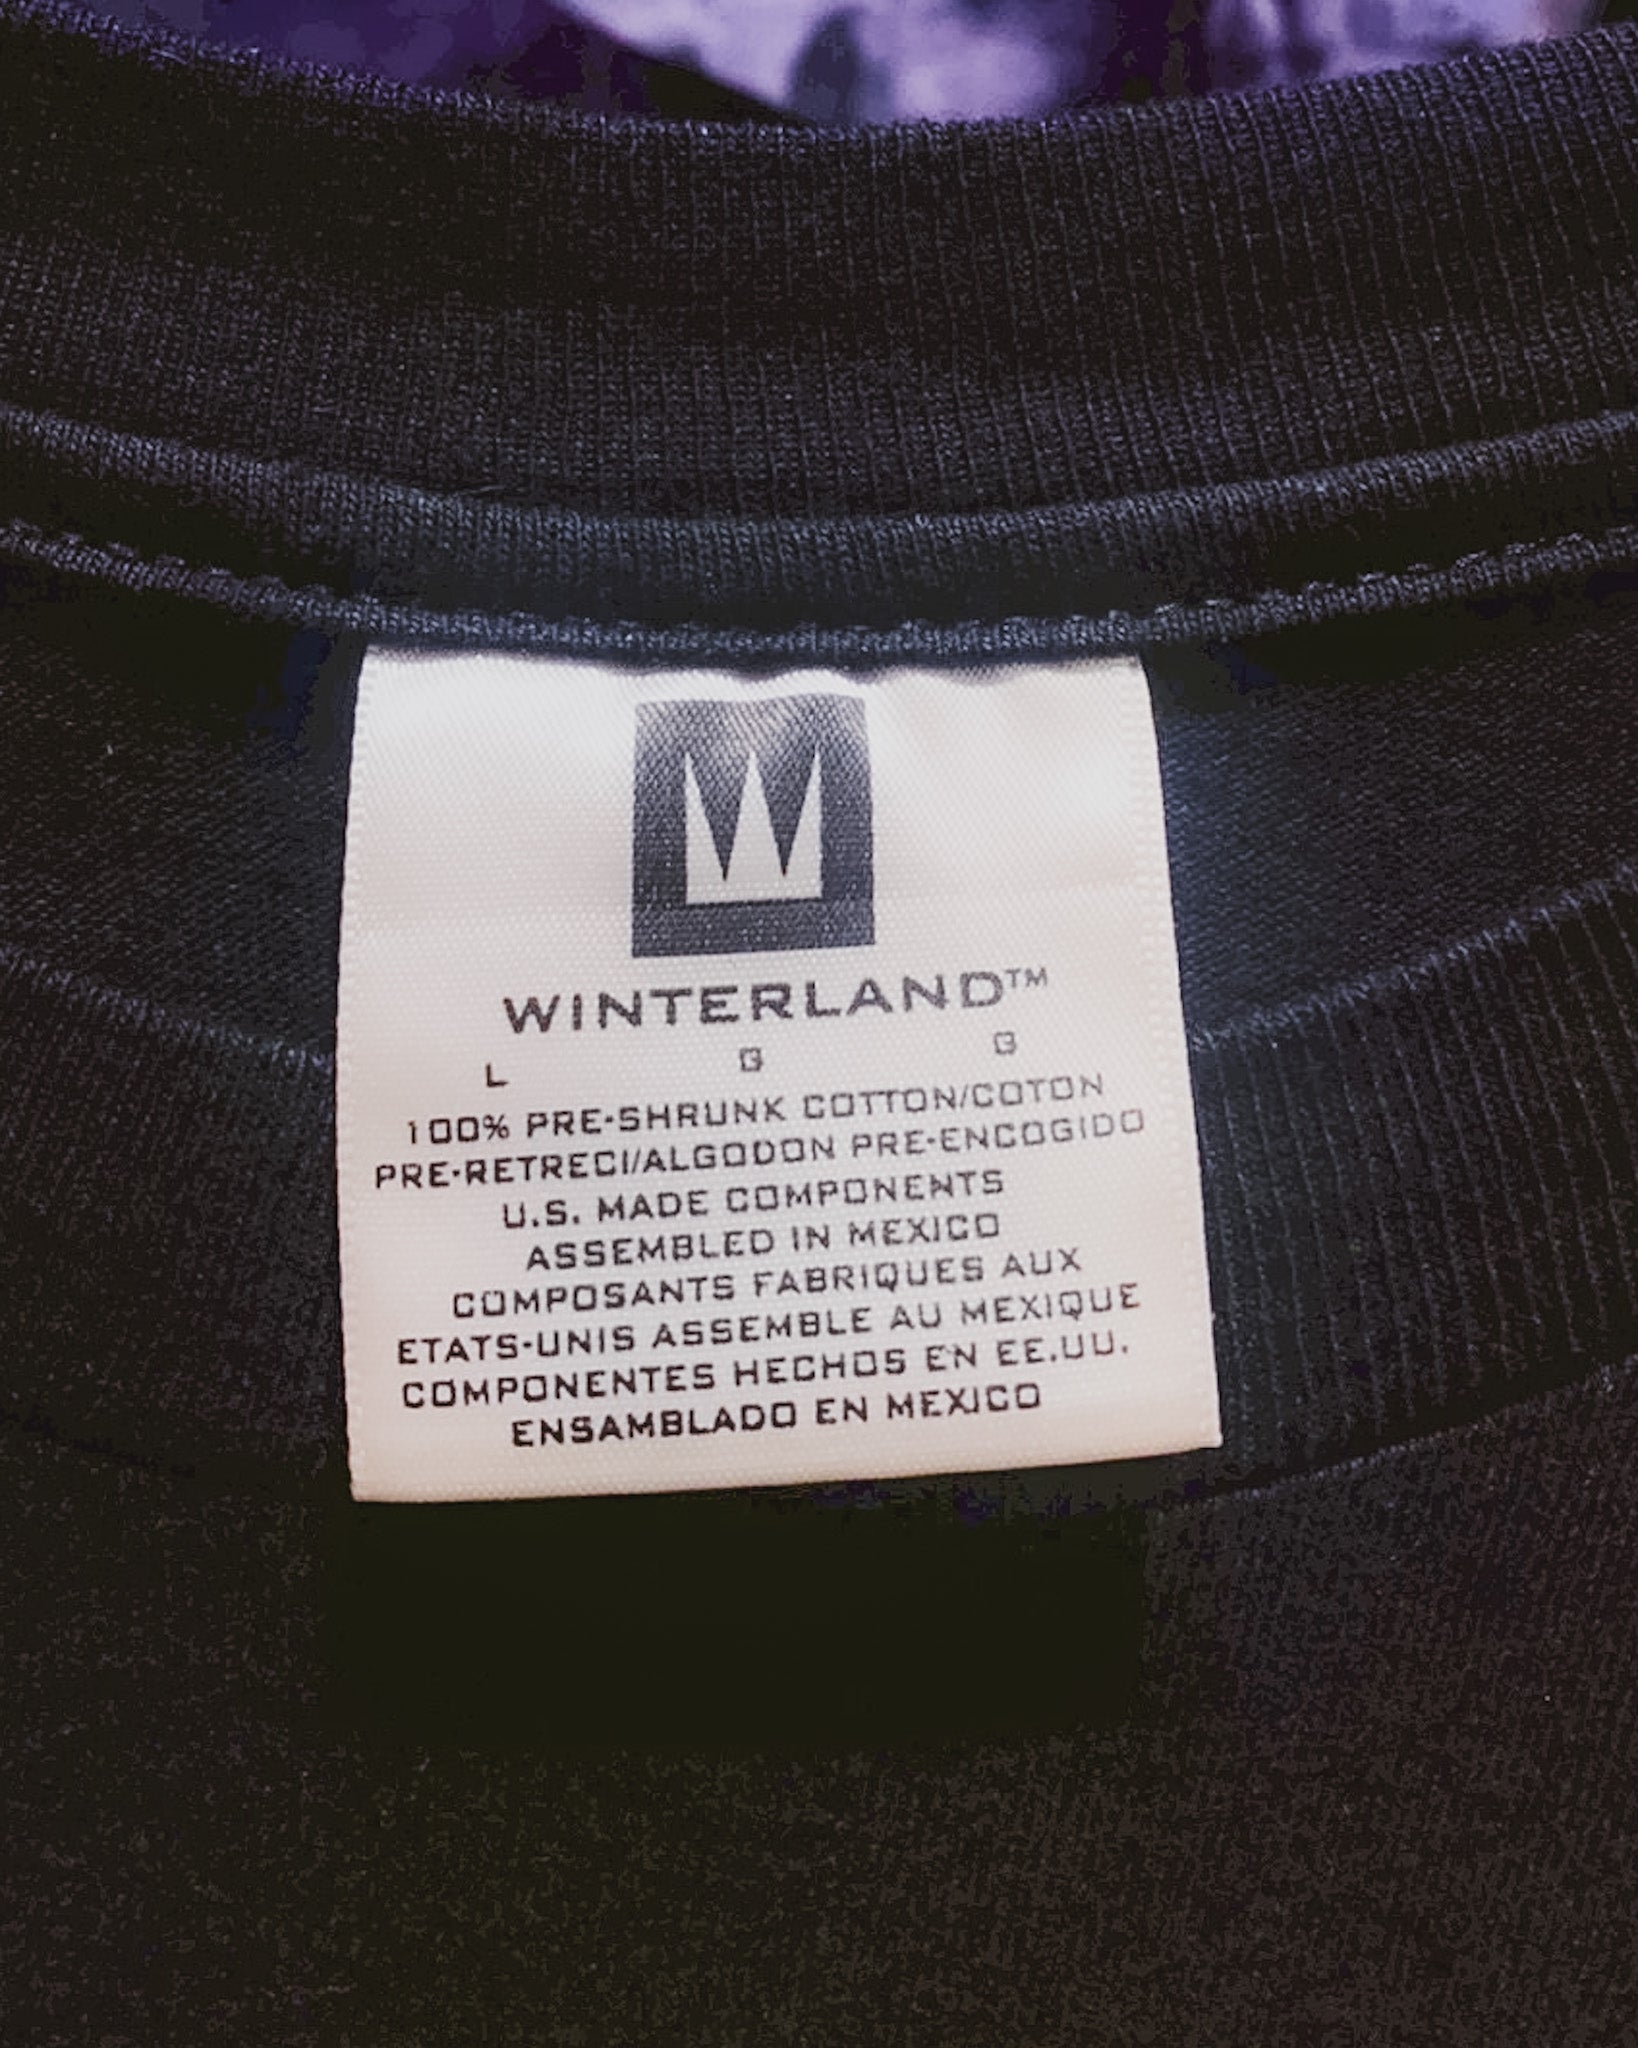 WINTERLAND™
L G G
100% PRE-SHRUNK COTTON/COTON
PRE-RETRECI/ALGODON PRE-ENCOGIDO
U.S. MADE COMPONENTS
ASSEMBLED IN MEXICO
COMPOSANTS FABRIQUES AUX
ETATS-UNIS ASSEMBLE AU MEXIQUE
COMPONENTES HECHOS EN EE.UU.
ENSAMBLADO EN MEXICO